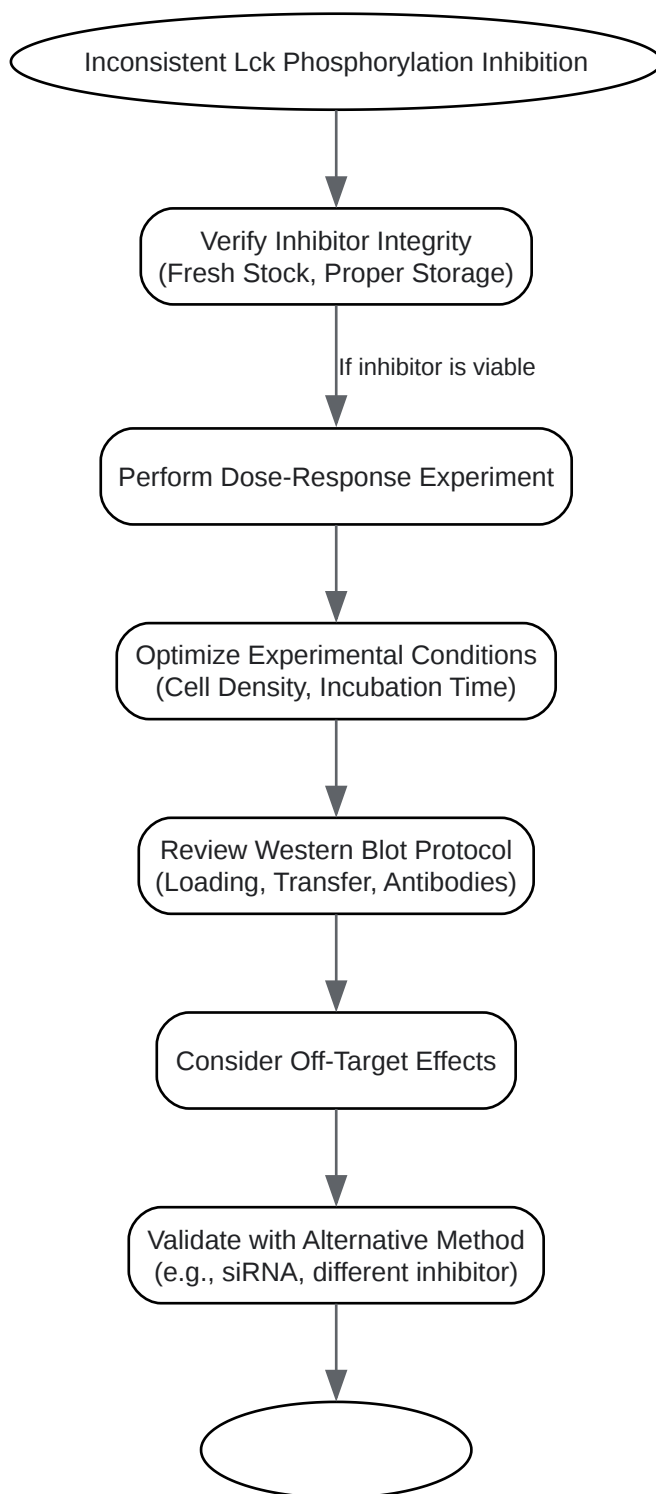 Inconsistent Lck Phosphorylation Inhibition
Verify Inhibitor Integrity
(Fresh Stock, Proper Storage)
If inhibitor is viable
Perform Dose-Response Experiment
Optimize Experimental Conditions
(Cell Density, Incubation Time)
Review Western Blot Protocol
(Loading, Transfer, Antibodies)
Consider Off-Target Effects
Validate with Alternative Method
(e.g., siRNA, different inhibitor)